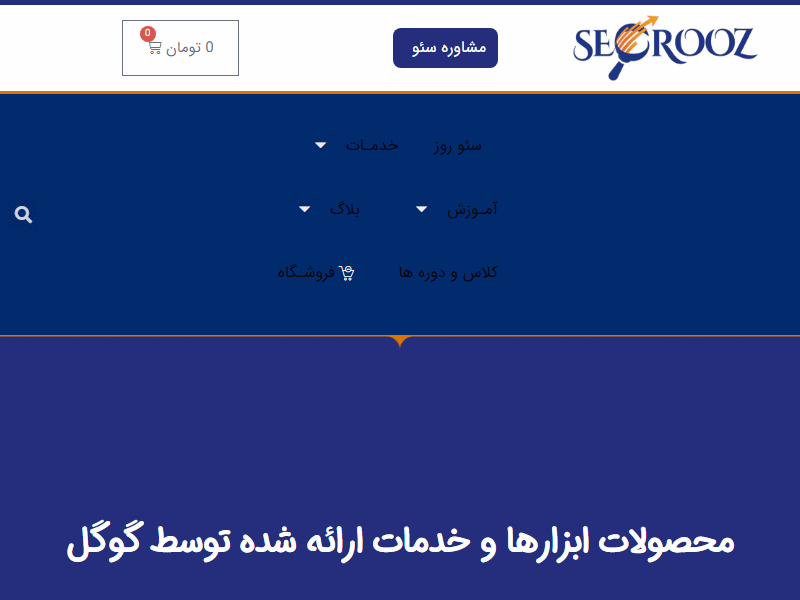 SEOROOZ
مشاوره سئو
0 تومان
0
سئو روز
خدمـات
آمـوزش
بلاگ
کلاس و دوره ها
فروشـگاه
محصولات ابزارها و خدمات ارائه شده توسط گوگل